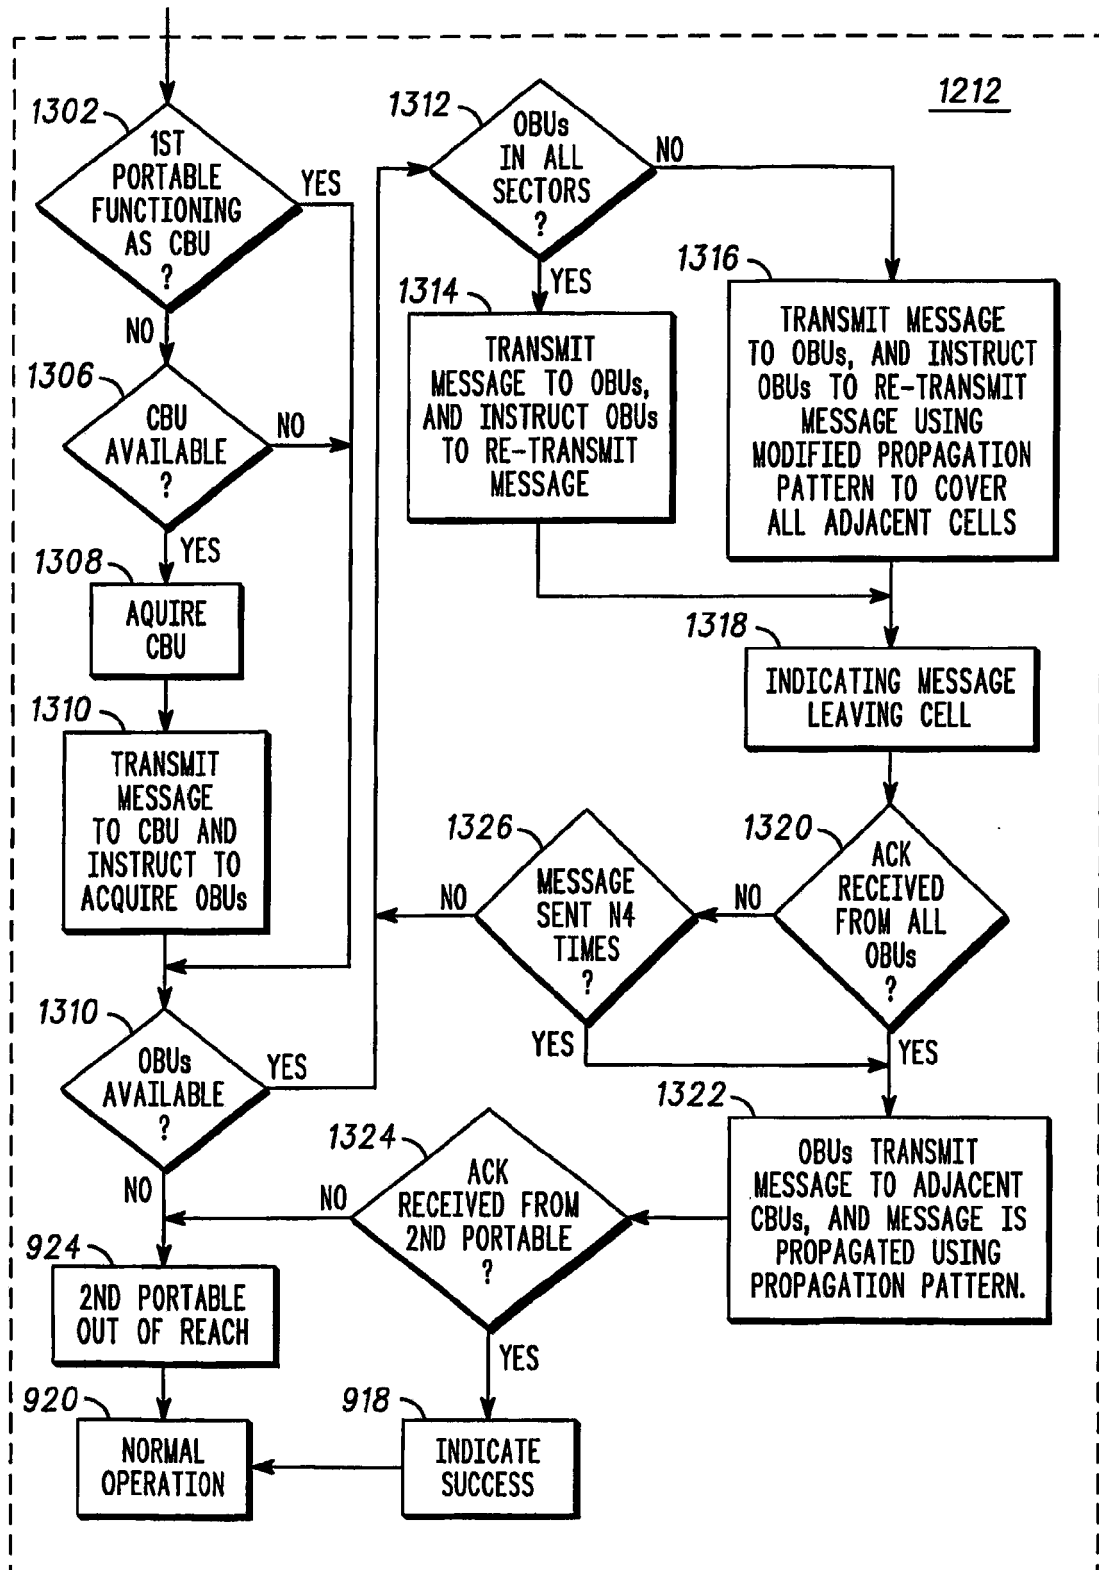 1212
1302
1ST
PORTABLE
FUNCTIONING
AS CBU
?
YES
NO
1306
CBU
AVAILABLE
?
NO
YES
1308
AQUIRE
CBU
1310
TRANSMIT
MESSAGE
TO CBU AND
INSTRUCT TO
ACQUIRE OBUs
1310
OBUs
AVAILABLE
?
YES
NO
1312
OBUs
IN ALL
SECTORS
?
NO
YES
1314
TRANSMIT
MESSAGE TO OBUs,
AND INSTRUCT OBUs
TO RE-TRANSMIT
MESSAGE
1316
TRANSMIT MESSAGE
TO OBUs, AND INSTRUCT
OBUs TO RE-TRANSMIT
MESSAGE USING
MODIFIED PROPAGATION
PATTERN TO COVER
ALL ADJACENT CELLS
1318
INDICATING MESSAGE
LEAVING CELL
1320
ACK
RECEIVED
FROM ALL
OBUs
?
NO
YES
1326
MESSAGE
SENT N4
TIMES
?
NO
YES
1322
OBUs TRANSMIT
MESSAGE TO ADJACENT
CBUs, AND MESSAGE IS
PROPAGATED USING
PROPAGATION PATTERN.
1324
ACK
RECEIVED FROM
2ND PORTABLE
?
NO
YES
924
2ND PORTABLE
OUT OF REACH
920
NORMAL
OPERATION
918
INDICATE
SUCCESS